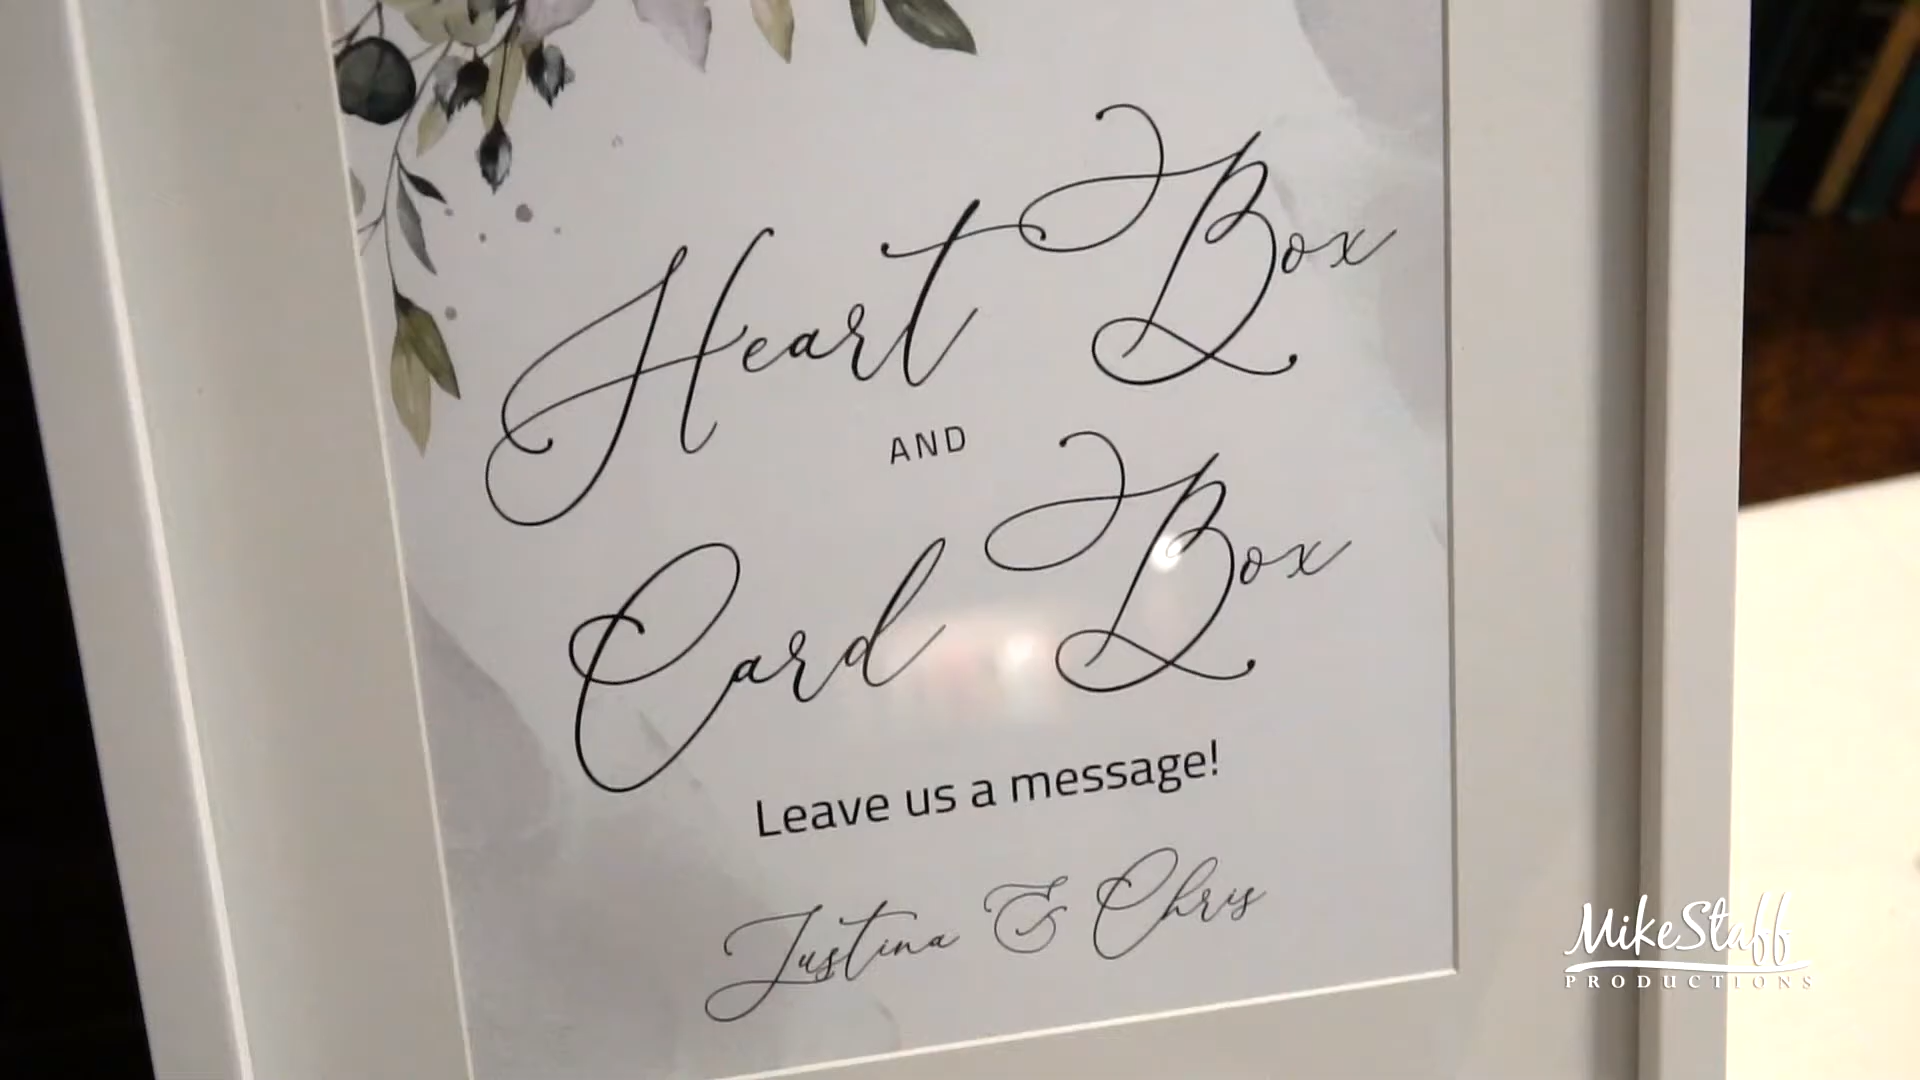 Heart Box
AND
Card Box
Leave us a message!
Justina & Chris
MikeStaff
PRODUCTIONS